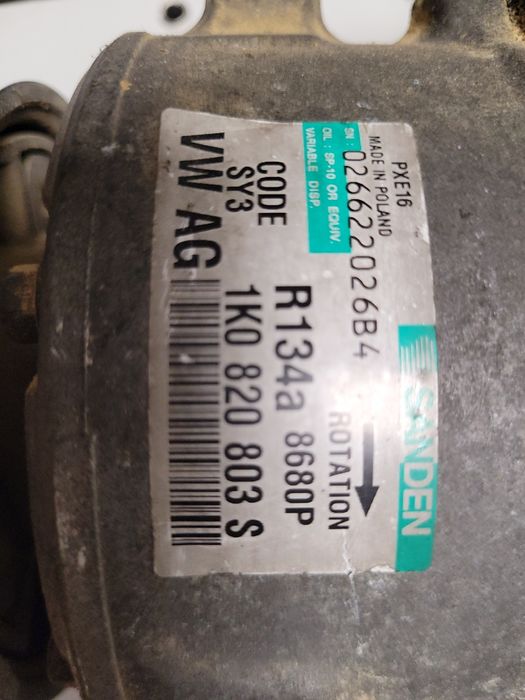 SANDEN
PXE16
MADE IN POLAND
SN: 026622026B4
OIL : SP-10 OR EQUIV.
VARIABLE DISP.
ROTATION
CODE
SY3
R134a 8680P
VW AG
1K0 820 803 S